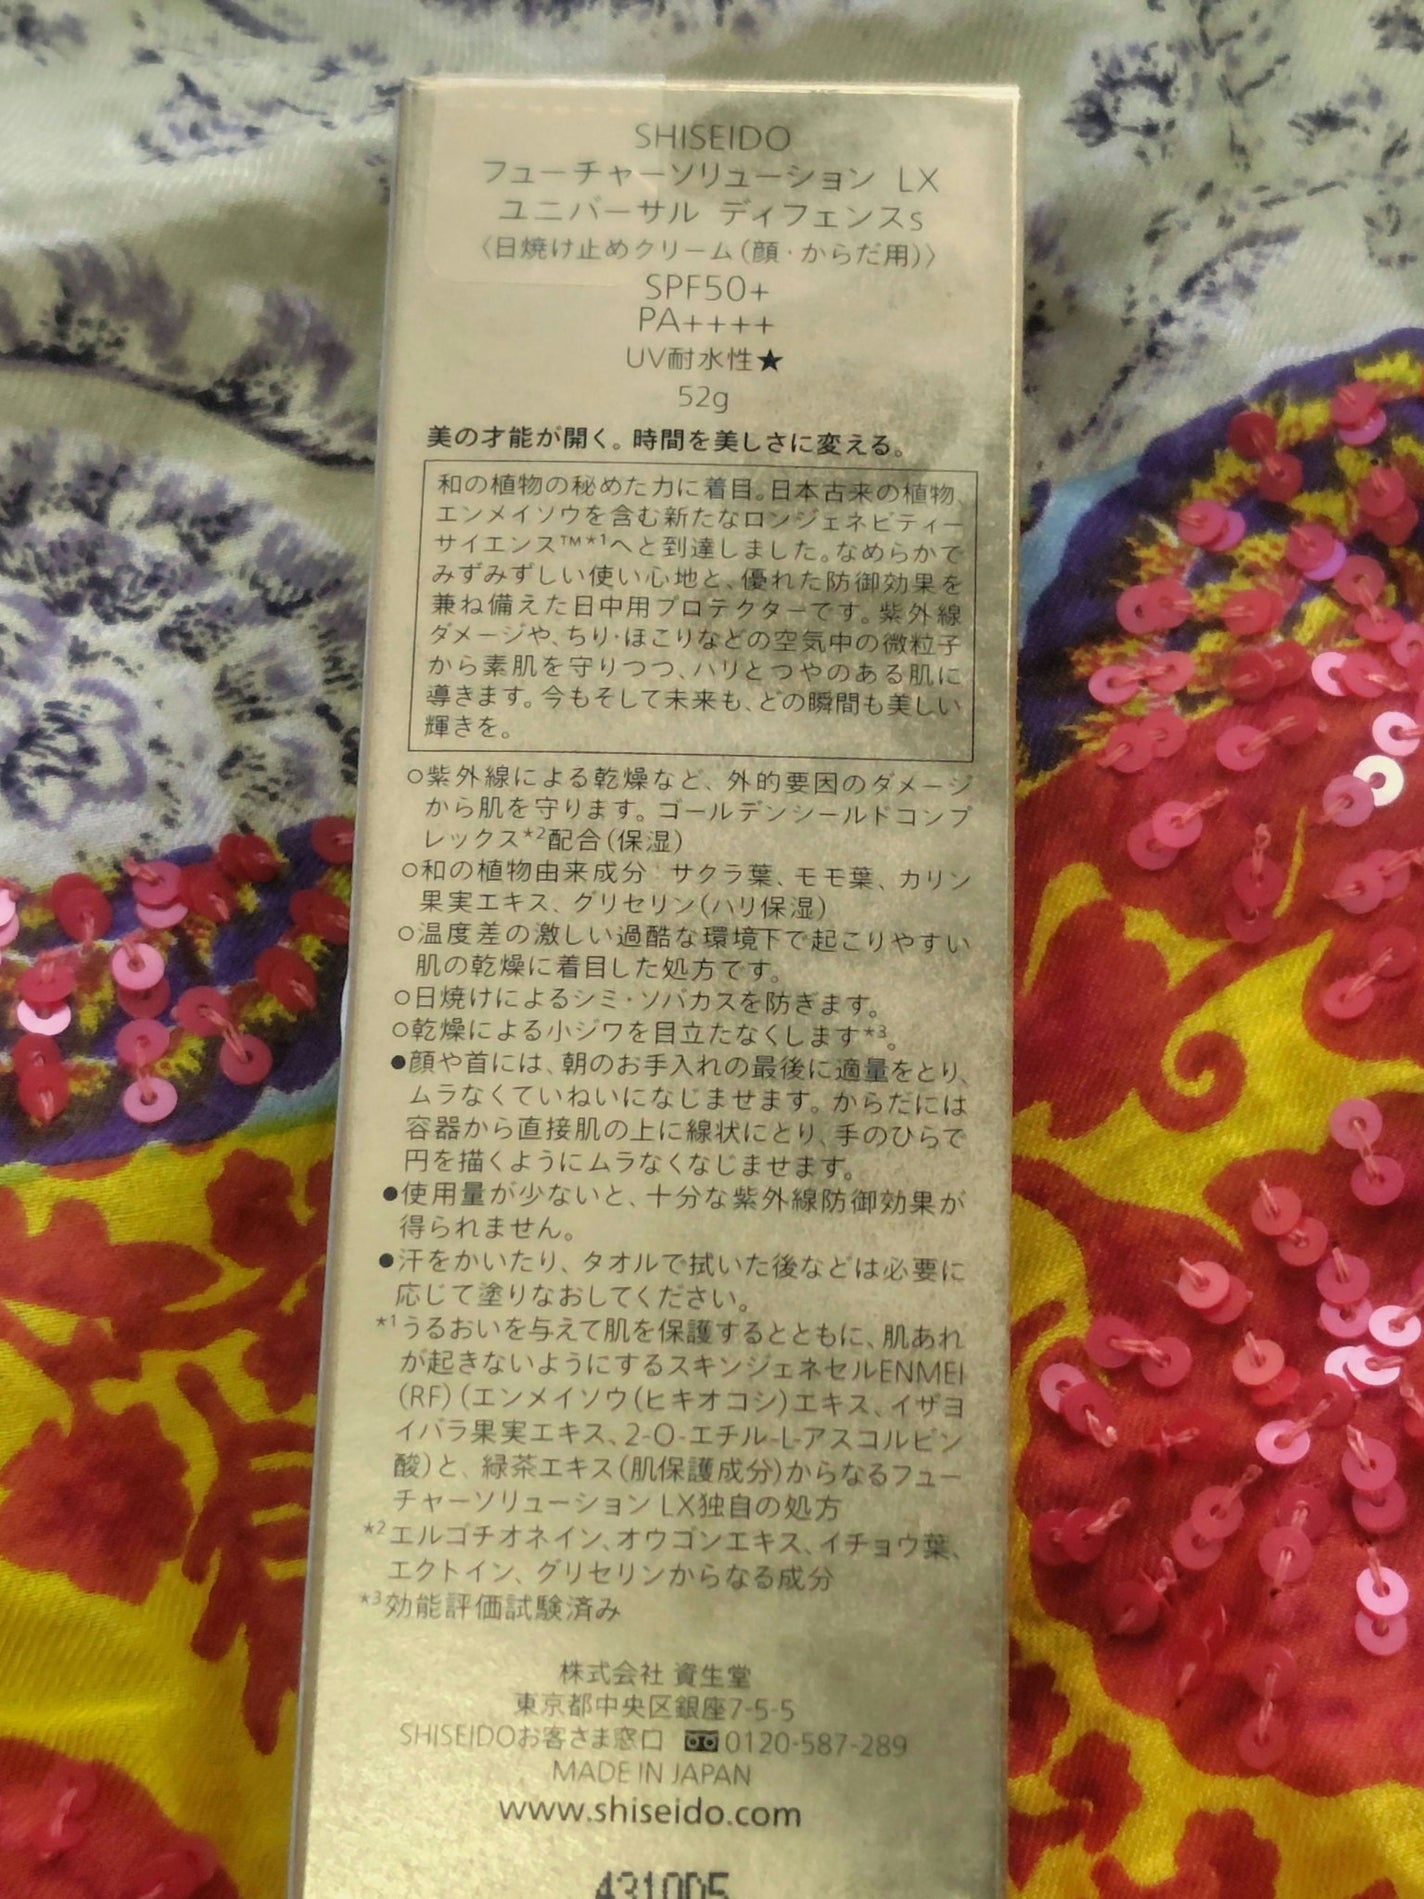 SHISEIDO
フューチャーソリューション LX
ユニバーサル ディフェンスs
〈日焼け止めクリーム(顔・からだ用)〉
SPF50+
PA++++
UV耐水性★
52g
美の才能が開く。時間を美しさに変える。
和の植物の秘めた力に着目。日本古来の植物、
エンメイソウを含む新たなロンジェネビティー
サイエンス™*1へと到達しました。なめらかで
みずみずしい使い心地と、優れた防御効果を
兼ね備えた日中用プロテクターです。紫外線
ダメージや、ちり・ほこりなどの空気中の微粒子
から素肌を守りつつ、ハリとつやのある肌に
導きます。今もそして未来も、どの瞬間も美しい
輝きを。
○紫外線による乾燥など、外的要因のダメージ
から肌を守ります。ゴールデンシールドコンプ
レックス*2配合(保湿)
○和の植物由来成分:サクラ葉、モモ葉、カリン
果実エキス、グリセリン(ハリ保湿)
○温度差の激しい過酷な環境下で起こりやすい
肌の乾燥に着目した処方です。
○日焼けによるシミ・ソバカスを防ぎます。
○乾燥による小ジワを目立たなくします*3。
●顔や首には、朝のお手入れの最後に適量をとり、
ムラなくていねいになじませます。からだには
容器から直接肌の上に線状にとり、手のひらで
円を描くようにムラなくなじませます。
●使用量が少ないと、十分な紫外線防御効果が
得られません。
●汗をかいたり、タオルで拭いた後などは必要に
応じて塗りなおしてください。
*1うるおいを与えて肌を保護するとともに、肌あれ
が起きないようにするスキンジェネセルENMEI
(RF)(エンメイソウ(ヒキオコシ)エキス、イザヨ
イバラ果実エキス、2-O-エチル-L-アスコルビン
酸)と、緑茶エキス(肌保護成分)からなるフュー
チャーソリューション LX独自の処方
*2エルゴチオネイン、オウゴンエキス、イチョウ葉、
エクトイン、グリセリンからなる成分
*3効能評価試験済み
株式会社 資生堂
東京都中央区銀座7-5-5
SHISEIDOお客さま窓口 0120-587-289
MADE IN JAPAN
www.shiseido.com
4310D5